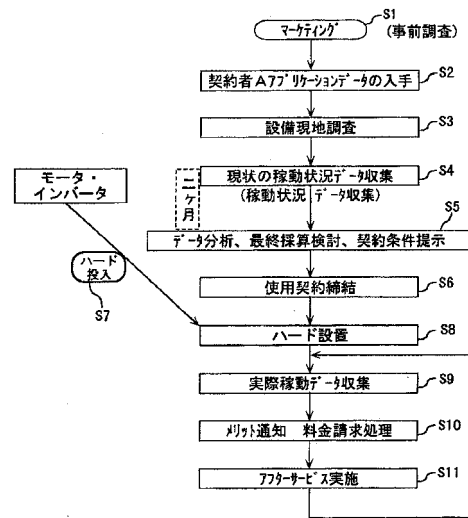 マーケティング
S1
(事前調査)
契約者Aアプリケーションデータの入手
S2
設備現地調査
S3
現状の稼動状況データ収集
S4
(稼動状況 データ収集)
二ヶ月
モータ・
インバータ
データ分析、最終採算検討、契約条件提示
S5
使用契約締結
S6
ハード
投入
S7
ハード設置
S8
実際稼動データ収集
S9
メリット通知 料金請求処理
S10
アフターサービス実施
S11